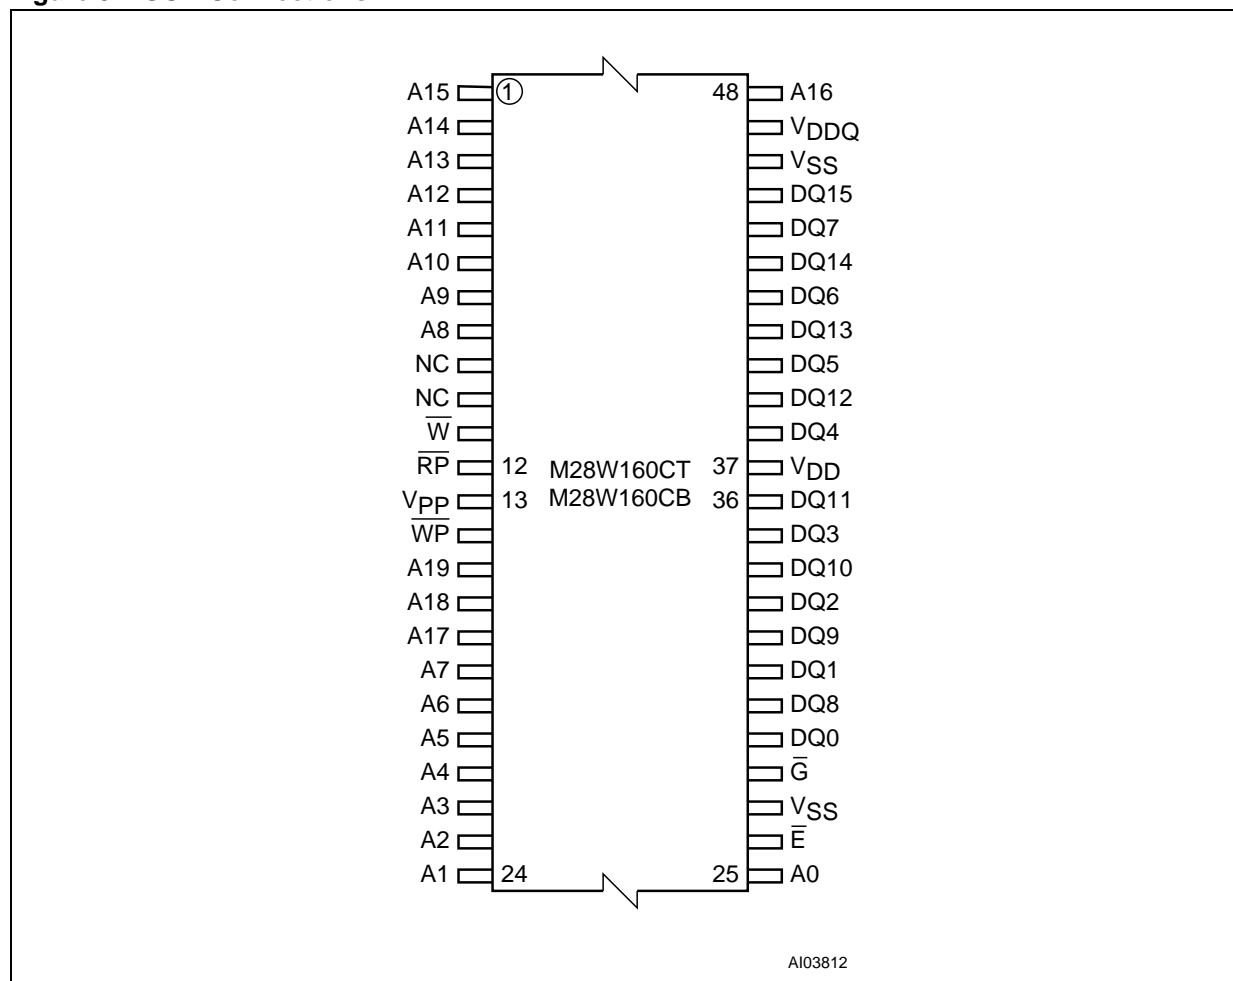 A15 1 48 A16
A14 VDDQ
A13 VSS
A12 DQ15
A11 DQ7
A10 DQ14
A9 DQ6
A8 DQ13
NC DQ5
NC DQ12
W̅ DQ4
R̅P̅ 12 M28W160CT 37 VDD
VPP 13 M28W160CB 36 DQ11
W̅P̅ DQ3
A19 DQ10
A18 DQ2
A17 DQ9
A7 DQ1
A6 DQ8
A5 DQ0
A4 G̅
A3 VSS
A2 E̅
A1 24 25 A0
AI03812